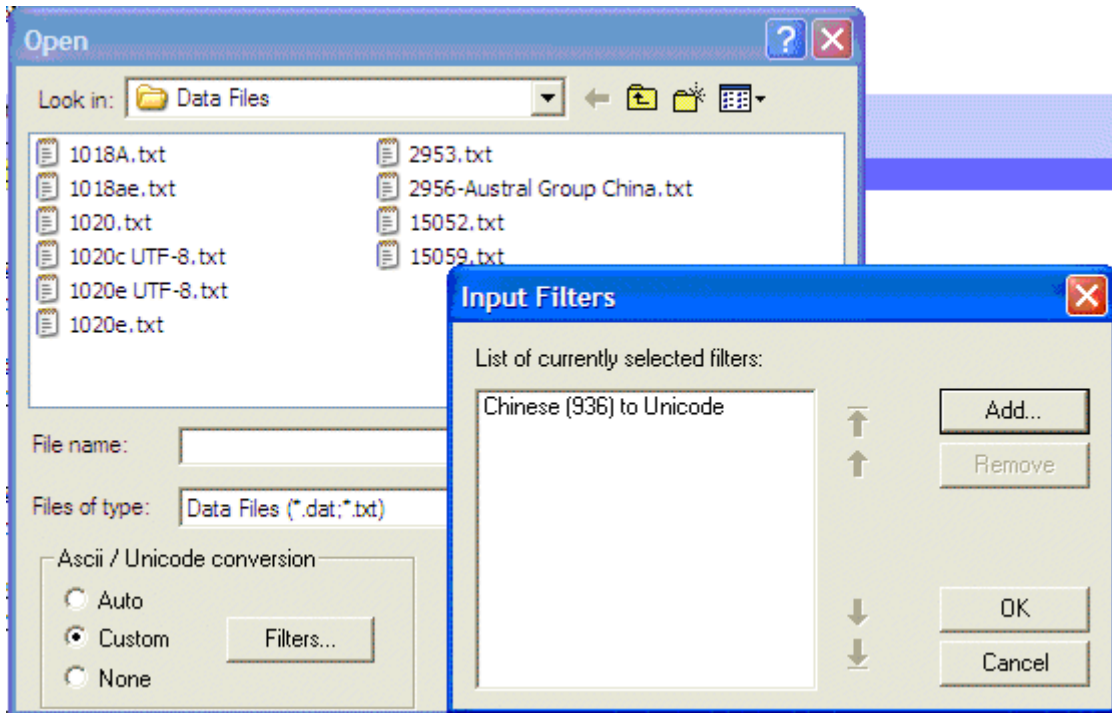 Open
Look in: Data Files
1018A.txt
1018ae.txt
1020.txt
1020c UTF-8.txt
1020e UTF-8.txt
1020e.txt
2953.txt
2956-Austral Group China.txt
15052.txt
15059.txt
File name:
Files of type: Data Files (*.dat;*.txt)
Ascii / Unicode conversion
Auto
Custom Filters...
None
Input Filters
List of currently selected filters:
Chinese (936) to Unicode
Add...
Remove
OK
Cancel